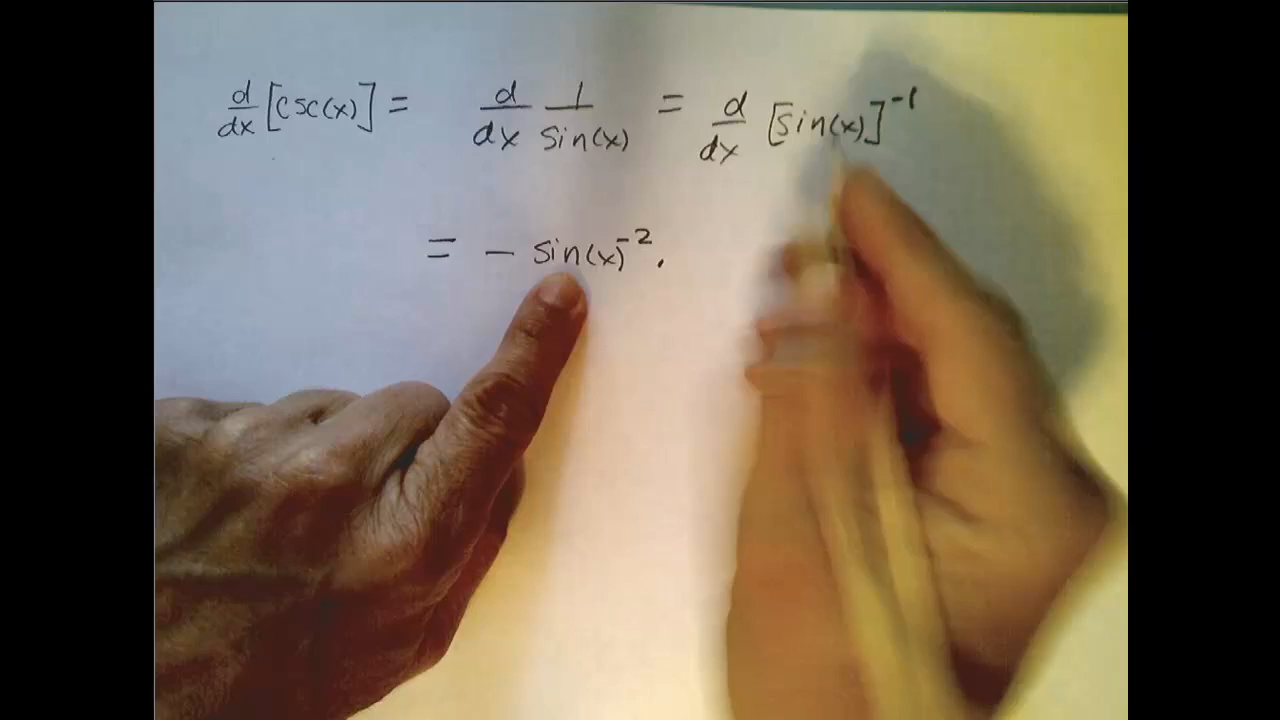 d/dx [csc(x)] = d/dx 1/sin(x) = d/dx [sin(x)]^-1
= - sin(x)^-2 .